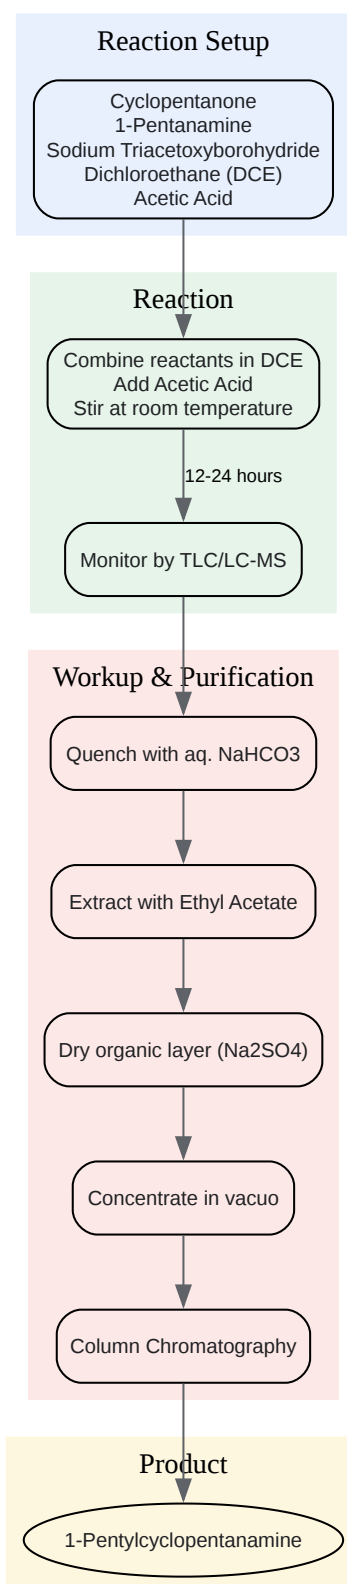 Reaction Setup
Cyclopentanone
1-Pentanamine
Sodium Triacetoxyborohydride
Dichloroethane (DCE)
Acetic Acid
Reaction
Combine reactants in DCE
Add Acetic Acid
Stir at room temperature
12-24 hours
Monitor by TLC/LC-MS
Workup & Purification
Quench with aq. NaHCO3
Extract with Ethyl Acetate
Dry organic layer (Na2SO4)
Concentrate in vacuo
Column Chromatography
Product
1-Pentylcyclopentanamine